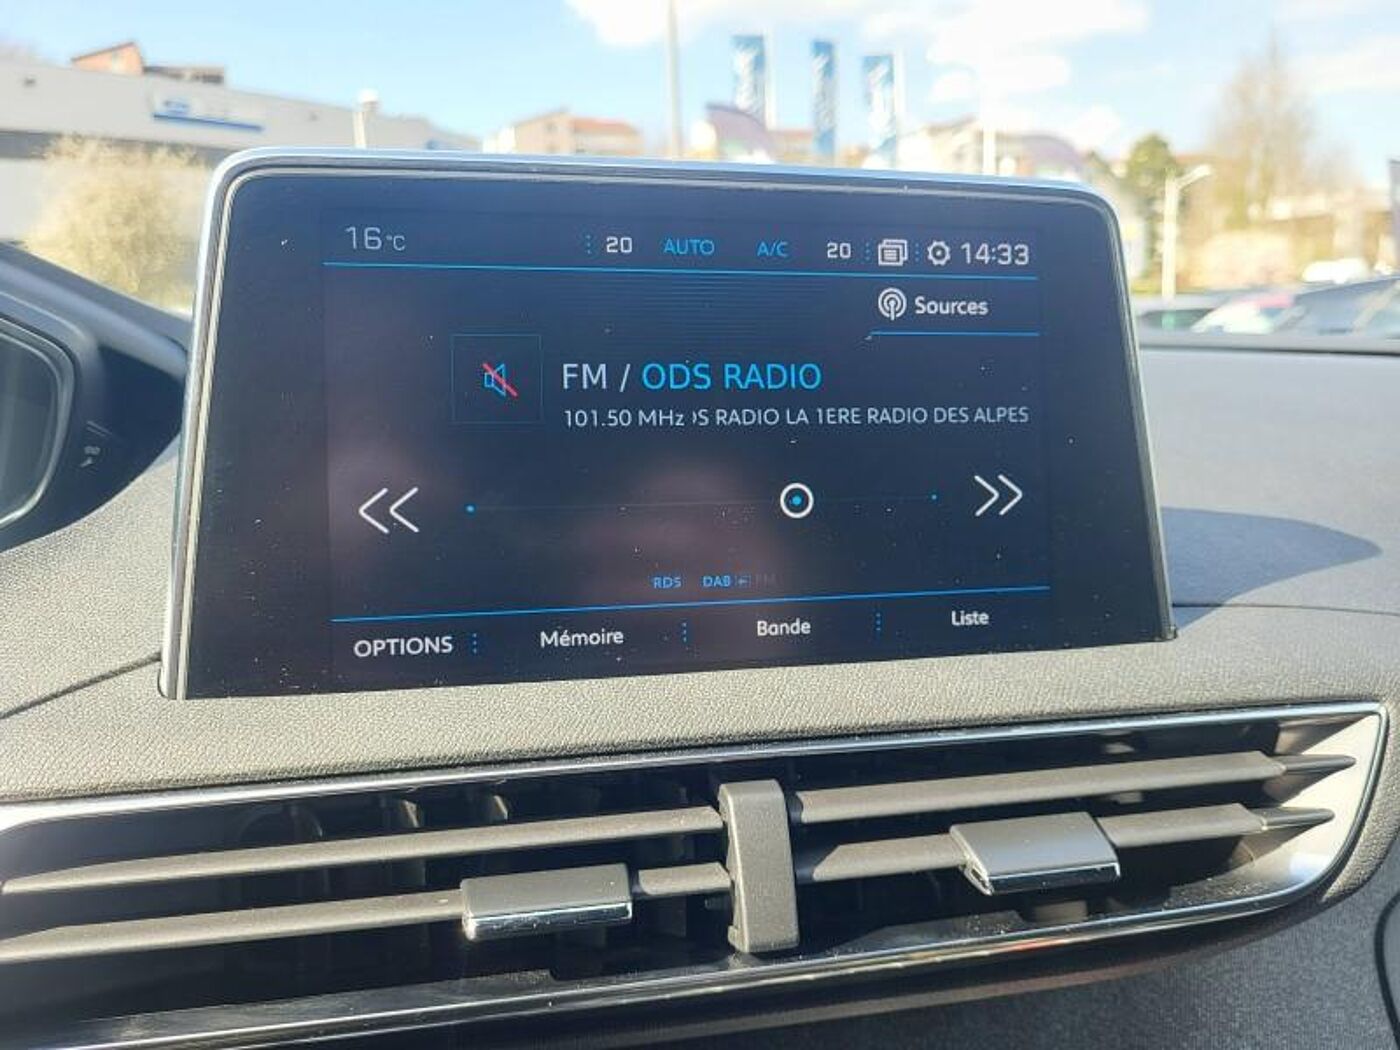 16°C 20 AUTO A/C 20 14:33
Sources
FM / ODS RADIO
101.50 MHz S RADIO LA 1ERE RADIO DES ALPES
RDS DAB FM
OPTIONS Mémoire Bande Liste